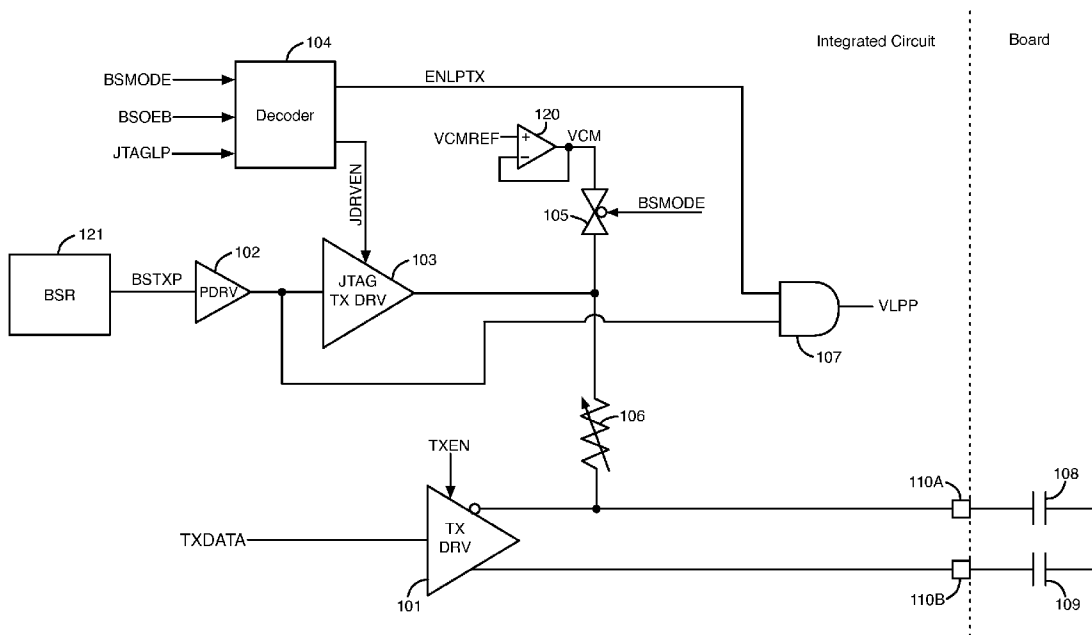 Integrated Circuit
Board
104
BSMODE
BSOEB
JTAGLP
Decoder
ENLPTX
JDRVEN
120
VCMREF
+
−
VCM
105
BSMODE
121
BSR
BSTXP
102
PDRV
JTAG
TX DRV
103
VLPP
107
106
TXEN
TXDATA
TX
DRV
101
110A
108
110B
109